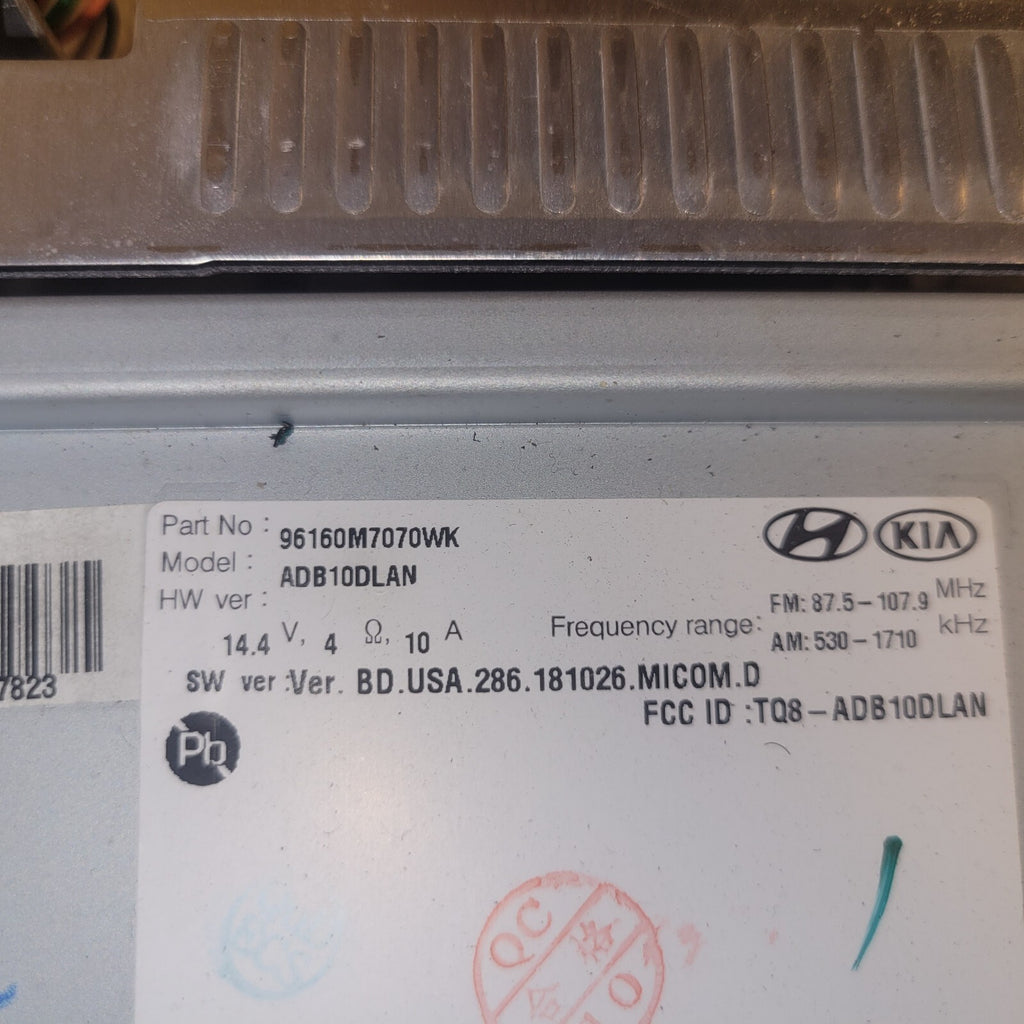 Part No : 96160M7070WK
Model : ADB10DLAN
HW ver :
KIA
14.4 V, 4 Ω, 10 A
Frequency range:
FM: 87.5 – 107.9 MHz
AM: 530 – 1710 kHz
SW ver :Ver. BD.USA.286.181026.MICOM.D
FCC ID :TQ8 – ADB10DLAN
7823
Pb
QC